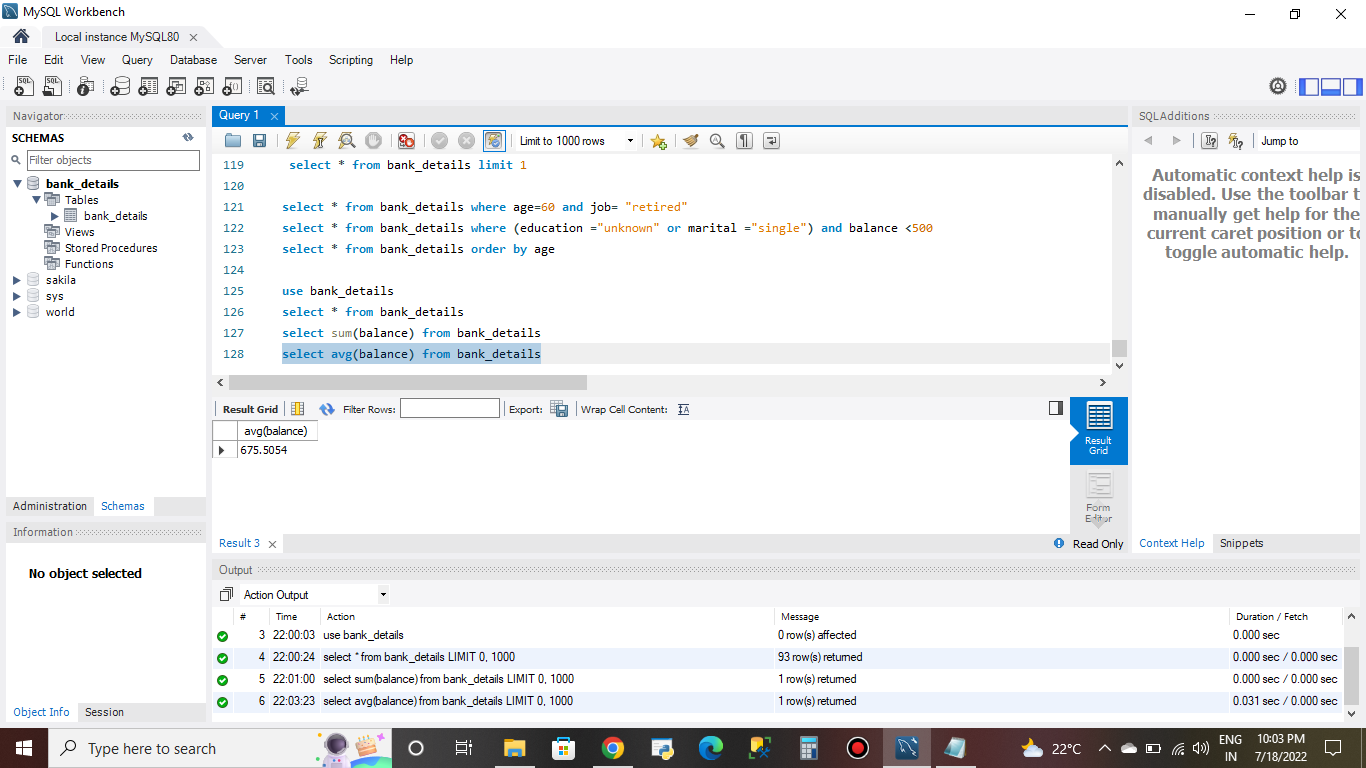 MySQL Workbench
Local instance MySQL80
File Edit View Query Database Server Tools Scripting Help
Navigator
SCHEMAS
Filter objects
bank_details
Tables
bank_details
Views
Stored Procedures
Functions
sakila
sys
world
Administration Schemas
Information
No object selected
Object Info Session
Query 1
Limit to 1000 rows
119 select * from bank_details limit 1
120
121 select * from bank_details where age=60 and job= "retired"
122 select * from bank_details where (education ="unknown" or marital ="single") and balance <500
123 select * from bank_details order by age
124
125 use bank_details
126 select * from bank_details
127 select sum(balance) from bank_details
128 select avg(balance) from bank_details
Result Grid Filter Rows: Export: Wrap Cell Content: IA
avg(balance)
675.5054
Result Grid
Form Editor
Result 3
Read Only
SQLAdditions
Jump to
Automatic context help is
disabled. Use the toolbar t
manually get help for the
current caret position or to
toggle automatic help.
Context Help Snippets
Output
Action Output
# Time Action Message Duration / Fetch
3 22:00:03 use bank_details 0 row(s) affected 0.000 sec
4 22:00:24 select * from bank_details LIMIT 0, 1000 93 row(s) returned 0.000 sec / 0.000 sec
5 22:01:00 select sum(balance) from bank_details LIMIT 0, 1000 1 row(s) returned 0.000 sec / 0.000 sec
6 22:03:23 select avg(balance) from bank_details LIMIT 0, 1000 1 row(s) returned 0.031 sec / 0.000 sec
Type here to search
22°C
ENG
IN
10:03 PM
7/18/2022